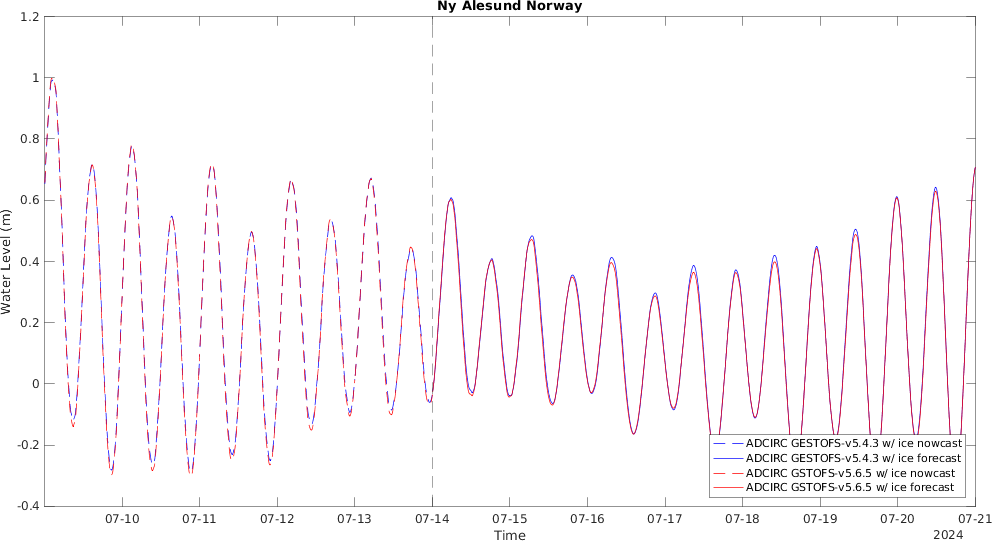 Ny Alesund Norway
1.2
1
0.8
0.6
0.4
0.2
0
-0.2
-0.4
Water Level (m)
ADCIRC GESTOFS-v5.4.3 w/ ice nowcast
ADCIRC GESTOFS-v5.4.3 w/ ice forecast
ADCIRC GSTOFS-v5.6.5 w/ ice nowcast
ADCIRC GSTOFS-v5.6.5 w/ ice forecast
07-10 07-11 07-12 07-13 07-14 07-15 07-16 07-17 07-18 07-19 07-20 07-21
Time
2024